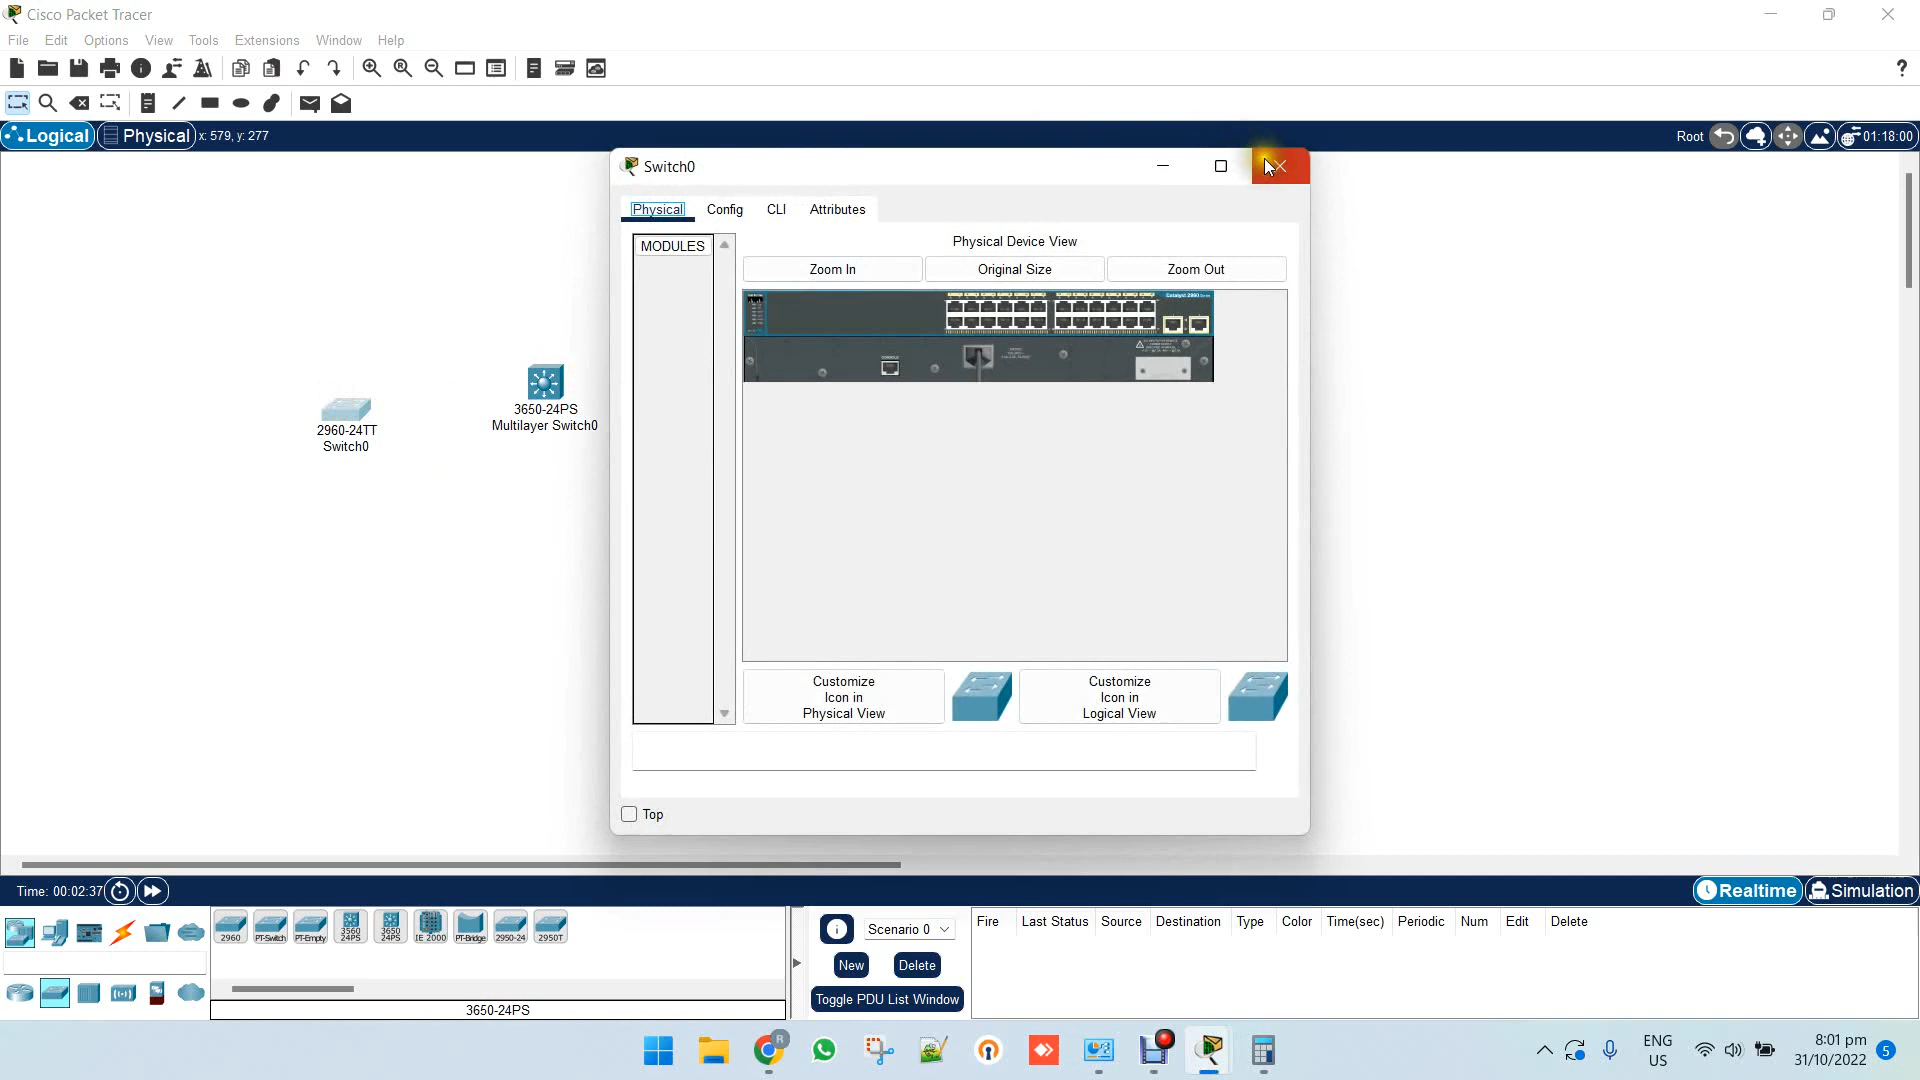 Cisco Packet Tracer
File Edit Options View Tools Extensions Window Help
?
Logical Physical x: 579, y: 277 Root 01:18:00
Switch0
Physical Config CLI Attributes
MODULES
Physical Device View
Zoom In Original Size Zoom Out
Catalyst 2960 Series
CONSOLE
3650-24PS
Multilayer Switch0
2960-24TT
Switch0
Customize
Icon in
Physical View
Customize
Icon in
Logical View
Top
Time: 00:02:37 Realtime Simulation
2960 PT-Switch PT-Empty 3560 24PS 3650 24PS IE 2000 PT-Bridge 2950-24 2950T
3650-24PS
Scenario 0
New Delete
Toggle PDU List Window
Fire Last Status Source Destination Type Color Time(sec) Periodic Num Edit Delete
R
ENG
US
8:01 pm
31/10/2022
5